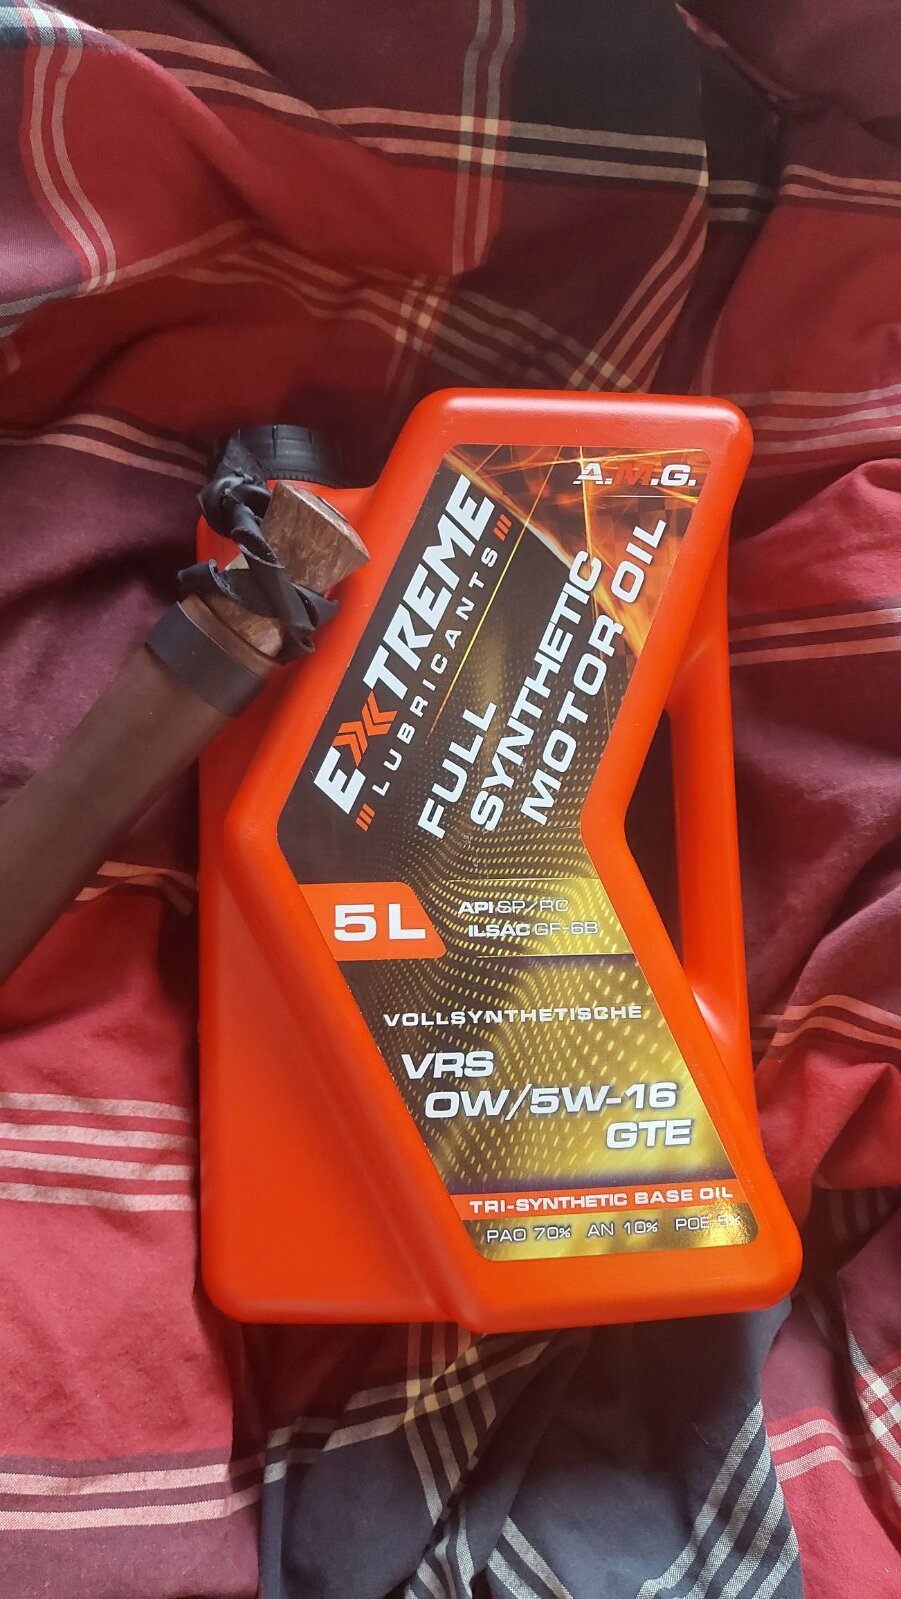 A.M.G.
EXTREME
LUBRICANTS
FULL
SYNTHETIC
MOTOR OIL
5L
API SP/RC
ILSAC GF-6B
VOLLSYNTHETISCHE
VRS
0W/5W-16
GTE
TRI-SYNTHETIC BASE OIL
PAO 70% AN 10% POE